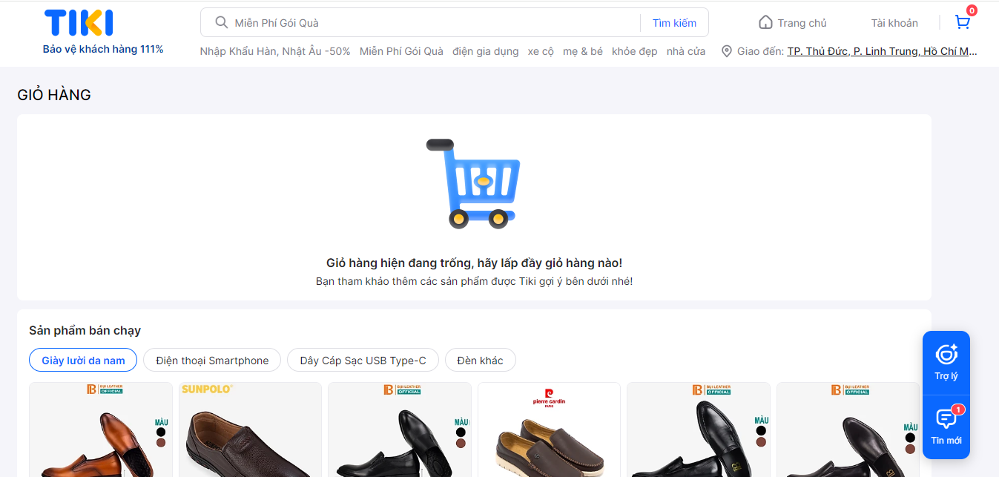 TIKI
Bảo vệ khách hàng 111%
Miễn Phí Gói Quà
Tìm kiếm
Trang chủ
Tài khoản
0
Nhập Khẩu Hàn, Nhật Âu -50% Miễn Phí Gói Quà điện gia dụng xe cộ mẹ & bé khỏe đẹp nhà cửa
Giao đến: TP. Thủ Đức, P. Linh Trung, Hồ Chí M...
GIỎ HÀNG
Giỏ hàng hiện đang trống, hãy lấp đầy giỏ hàng nào!
Bạn tham khảo thêm các sản phẩm được Tiki gợi ý bên dưới nhé!
Sản phẩm bán chạy
Giày lười da nam
Điện thoại Smartphone
Dây Cáp Sạc USB Type-C
Đèn khác
BỤI LEATHER
OFFICIAL
MÀU
SUNPOLO
BỤI LEATHER
OFFICIAL
MÀU
pierre cardin
PARIS
BỤI LEATHER
OFFICIAL
MÀU
BỤI LEATHER
OFFICIAL
MÀU
Trợ lý
1
Tin mới